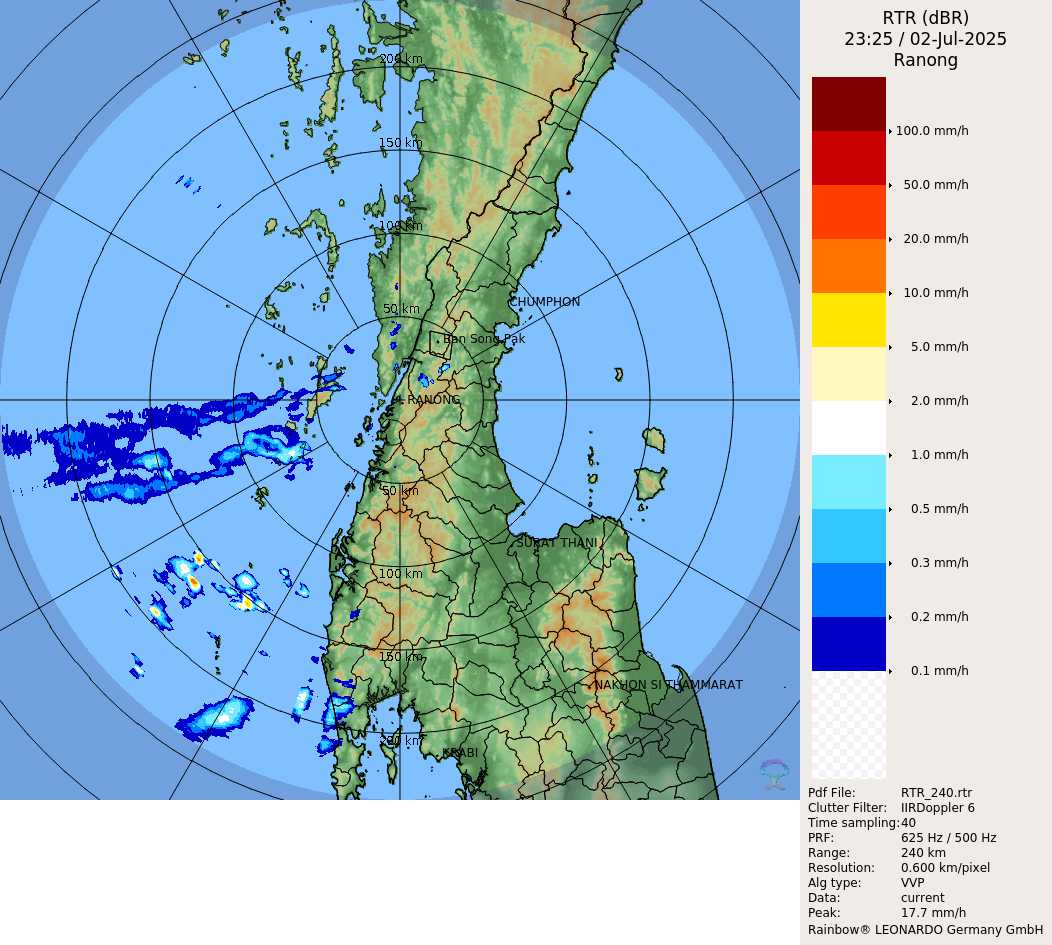 RTR (dBR)
23:25 / 02-Jul-2025
Ranong
100.0 mm/h
50.0 mm/h
20.0 mm/h
10.0 mm/h
5.0 mm/h
2.0 mm/h
1.0 mm/h
0.5 mm/h
0.3 mm/h
0.2 mm/h
0.1 mm/h
Pdf File: RTR_240.rtr
Clutter Filter: IIRDoppler 6
Time sampling: 40
PRF: 625 Hz / 500 Hz
Range: 240 km
Resolution: 0.600 km/pixel
Alg type: VVP
Data: current
Peak: 17.7 mm/h
Rainbow® LEONARDO Germany GmbH
200 km
150 km
100 km
CHUMPHON
50 km
Ban Song Pak
RANONG
50 km
SURAT THANI
100 km
150 km
NAKHON SI THAMMARAT
200 km
KRABI